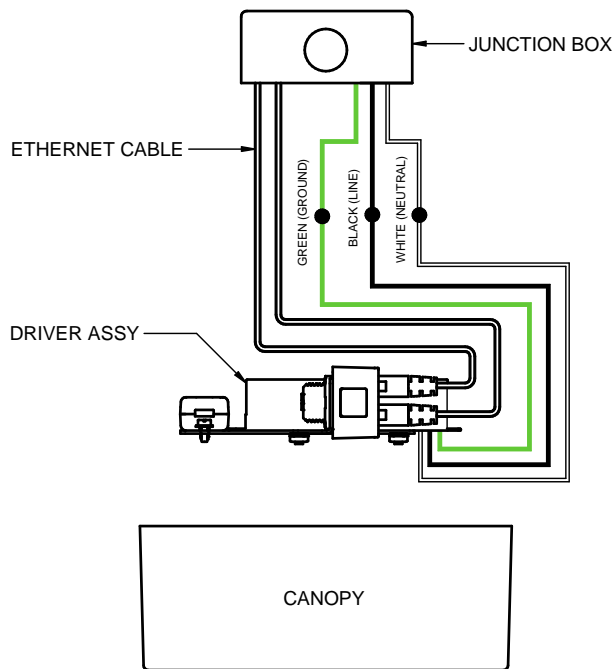 JUNCTION BOX
ETHERNET CABLE
GREEN (GROUND)
BLACK (LINE)
WHITE (NEUTRAL)
DRIVER ASSY
CANOPY